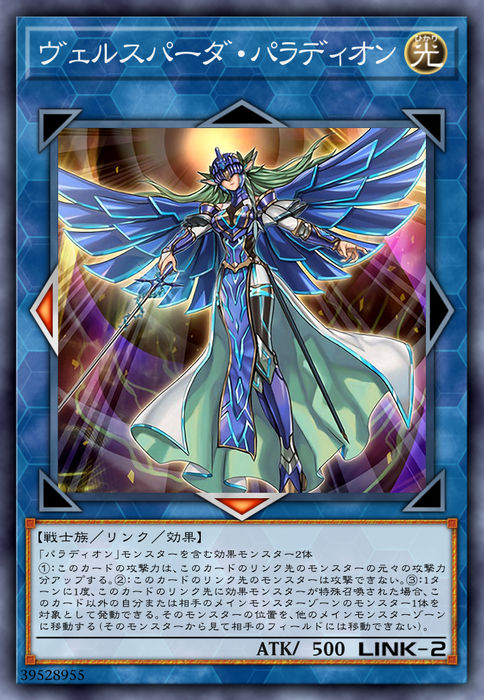 ヴェルスパーダ・パラディオン
ひかり
光
【戦士族／リンク／効果】
「パラディオン」モンスターを含む効果モンスター2体
①：このカードの攻撃力は、このカードのリンク先のモンスターの元々の攻撃力
分アップする。②：このカードのリンク先のモンスターは攻撃できない。③：1タ
ーンに1度、このカードのリンク先に効果モンスターが特殊召喚された場合、こ
のカード以外の自分または相手のメインモンスターゾーンのモンスター1体を
対象として発動できる。そのモンスターの位置を、他のメインモンスターゾーン
に移動する（そのモンスターから見て相手のフィールドには移動できない）。
ATK/ 500 LINK-2
39528955